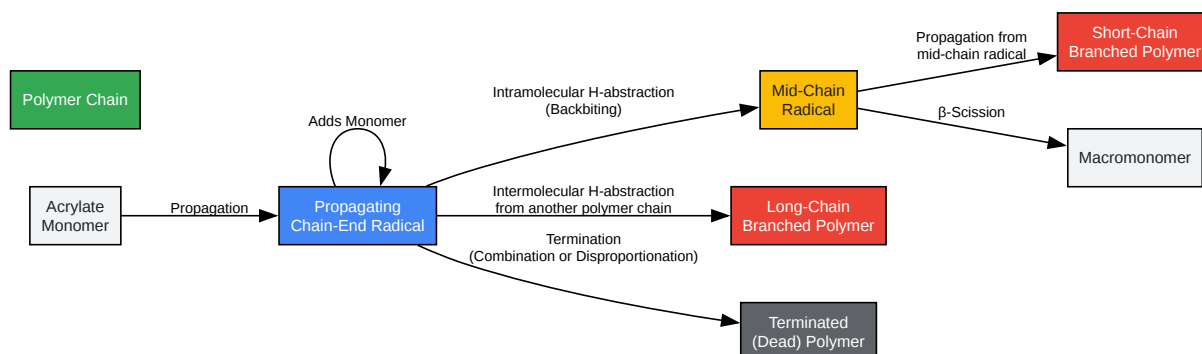 Polymer Chain
Acrylate
Monomer
Propagation
Adds Monomer
Propagating
Chain-End Radical
Intramolecular H-abstraction
(Backbiting)
Intermolecular H-abstraction
from another polymer chain
Termination
(Combination or Disproportionation)
Mid-Chain
Radical
Long-Chain
Branched Polymer
Terminated
(Dead) Polymer
Propagation from
mid-chain radical
β-Scission
Short-Chain
Branched Polymer
Macromonomer